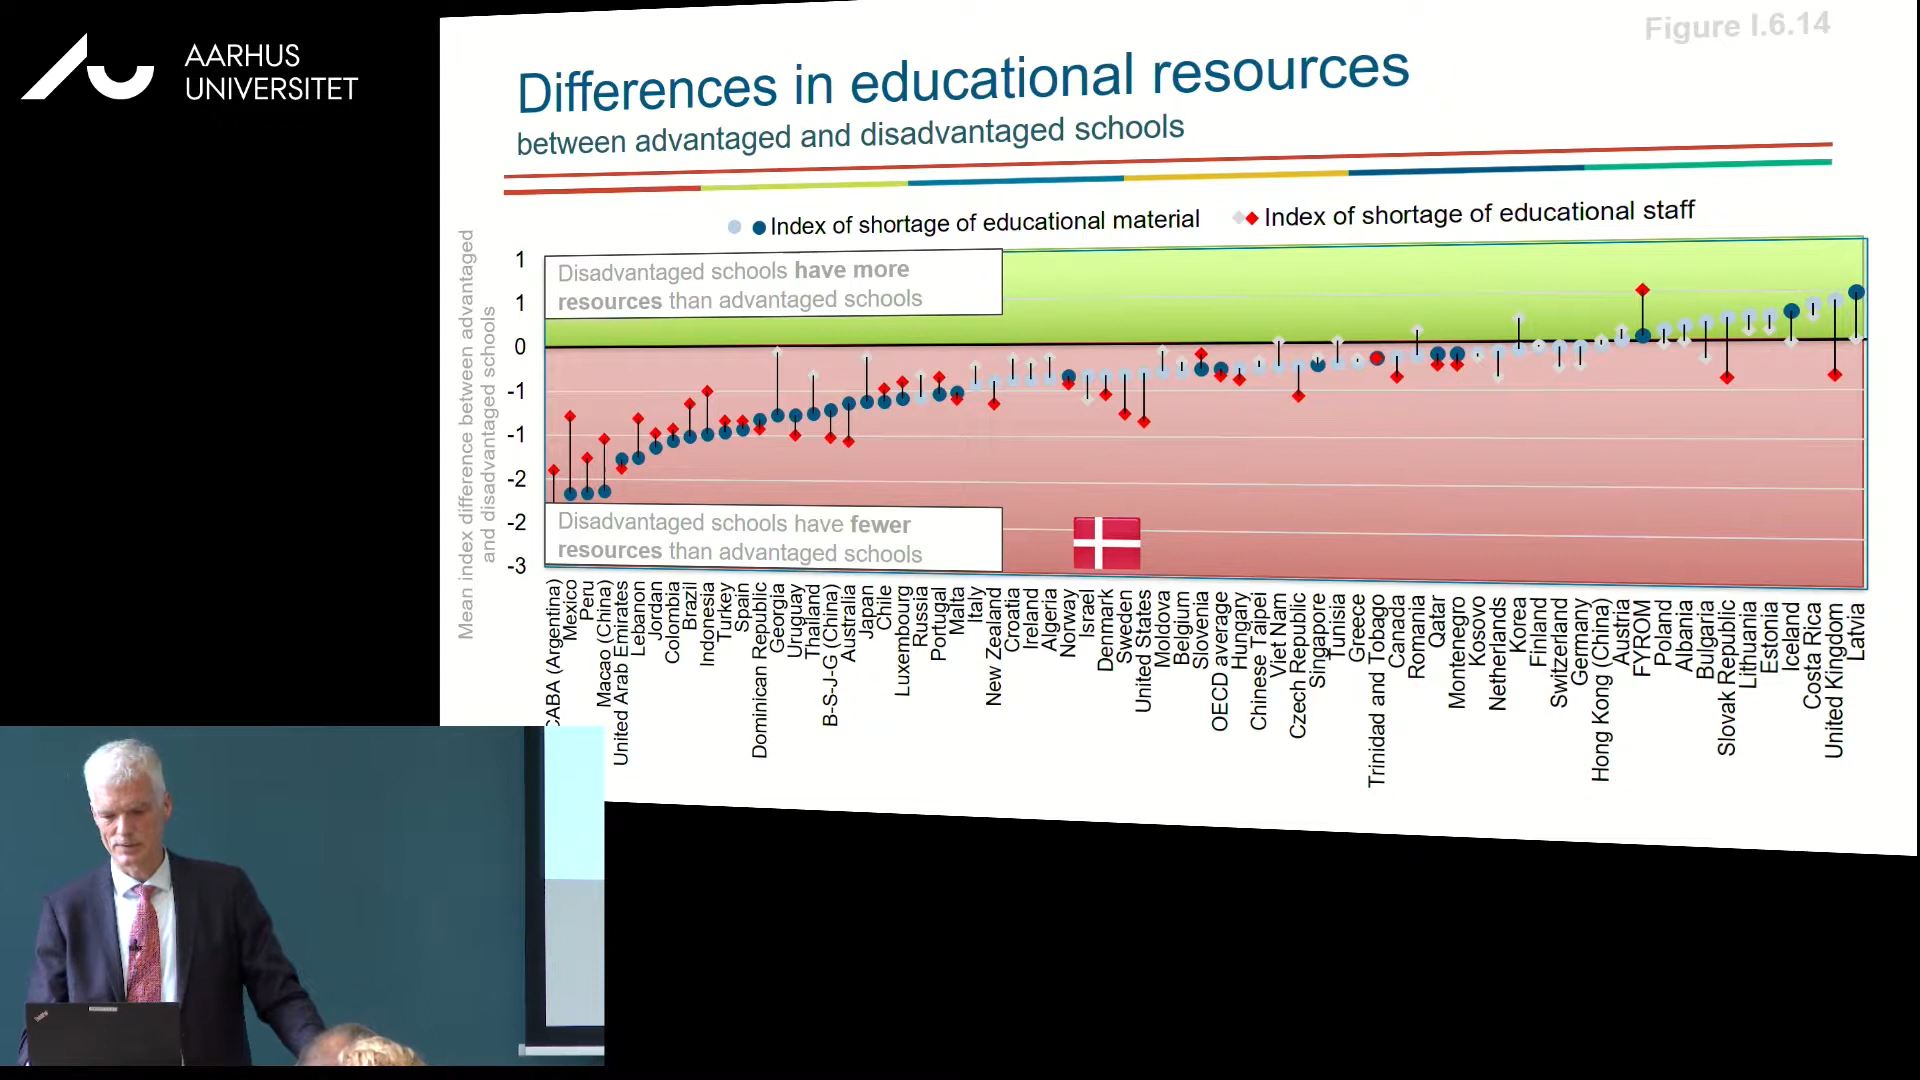 AARHUS
UNIVERSITET
Figure I.6.14
Differences in educational resources
between advantaged and disadvantaged schools
Index of shortage of educational material
Index of shortage of educational staff
Mean index difference between advantaged
and disadvantaged schools
1
1
0
-1
-1
-2
-2
-3
Disadvantaged schools have more
resources than advantaged schools
Disadvantaged schools have fewer
resources than advantaged schools
CABA (Argentina)
Mexico
Peru
Macao (China)
United Arab Emirates
Lebanon
Jordan
Colombia
Brazil
Indonesia
Turkey
Spain
Dominican Republic
Georgia
Uruguay
Thailand
B-S-J-G (China)
Australia
Japan
Chile
Luxembourg
Russia
Portugal
Malta
Italy
New Zealand
Croatia
Ireland
Algeria
Norway
Israel
Denmark
Sweden
United States
Moldova
Belgium
Slovenia
OECD average
Hungary
Chinese Taipei
Viet Nam
Czech Republic
Singapore
Tunisia
Greece
Trinidad and Tobago
Canada
Romania
Qatar
Montenegro
Kosovo
Netherlands
Korea
Finland
Switzerland
Germany
Hong Kong (China)
Austria
FYROM
Poland
Albania
Bulgaria
Slovak Republic
Lithuania
Estonia
Iceland
Costa Rica
United Kingdom
Latvia